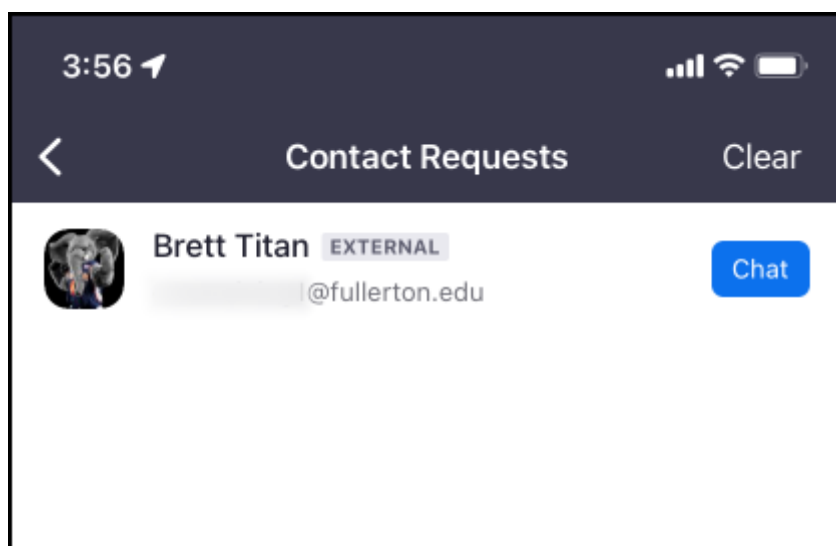 3:56
Contact Requests Clear
Brett Titan EXTERNAL
@fullerton.edu
Chat